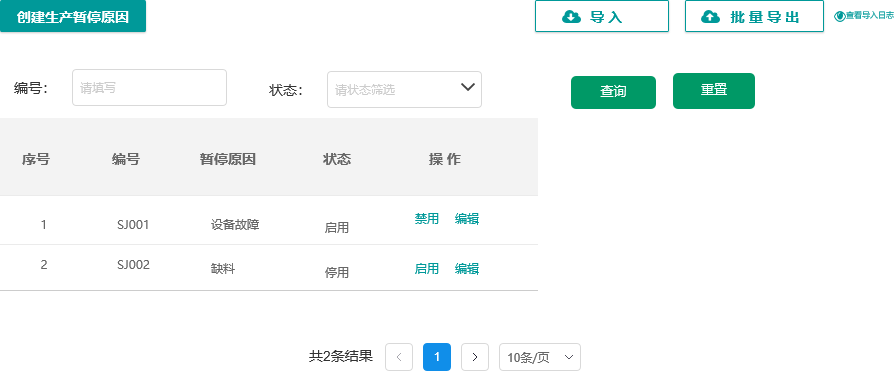 创建生产暂停原因 导入 批量导出 查看导入日志
编号： 请填写 状态： 请状态筛选 查询 重置
序号 编号 暂停原因 状态 操作
1 SJ001 设备故障 启用 禁用 编辑
2 SJ002 缺料 停用 启用 编辑
共2条结果 1 10条/页